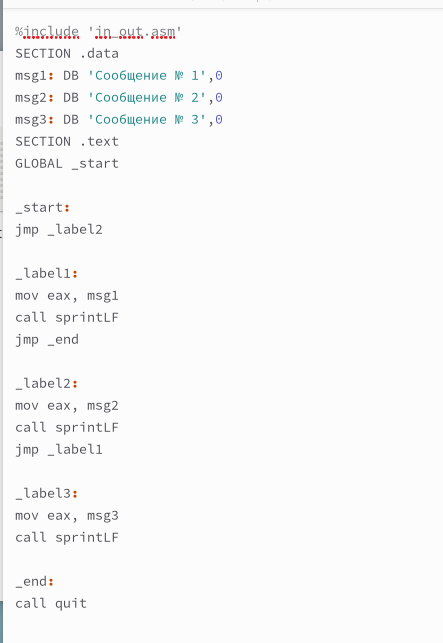 %include 'in_out.asm'
SECTION .data
msg1: DB 'Сообщение № 1',0
msg2: DB 'Сообщение № 2',0
msg3: DB 'Сообщение № 3',0
SECTION .text
GLOBAL _start
_start:
jmp _label2
_label1:
mov eax, msg1
call sprintLF
jmp _end
_label2:
mov eax, msg2
call sprintLF
jmp _label1
_label3:
mov eax, msg3
call sprintLF
_end:
call quit